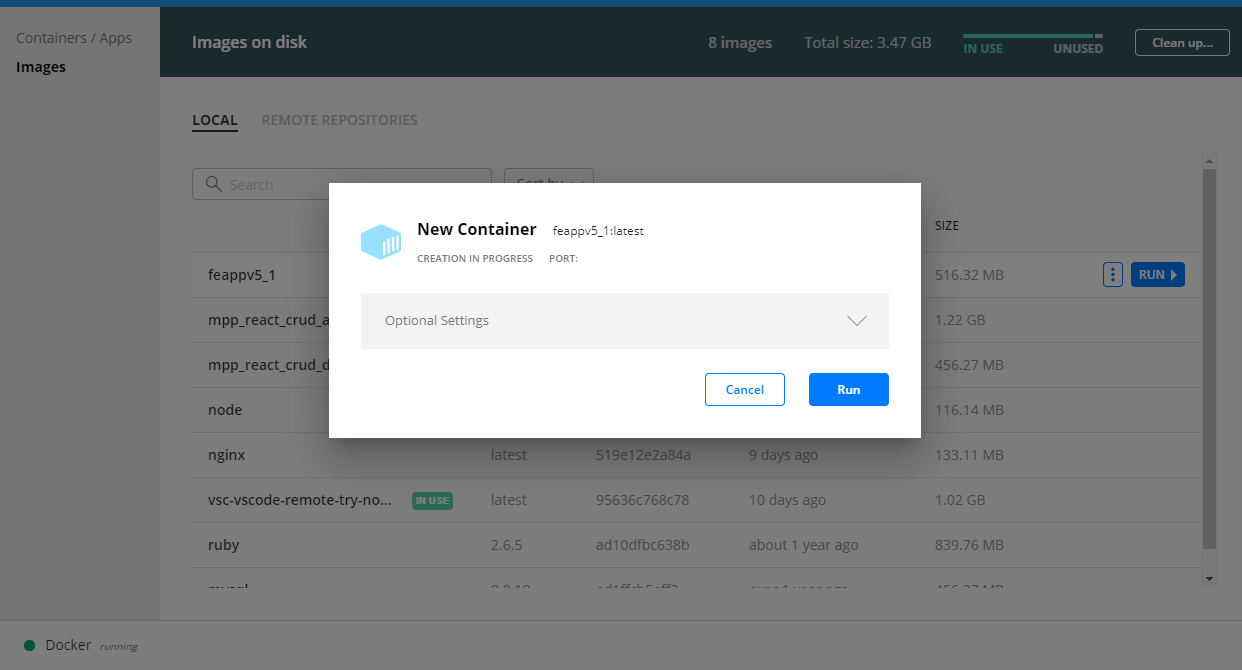 Containers / Apps
Images
Images on disk
8 images
Total size: 3.47 GB
IN USE
UNUSED
Clean up...
LOCAL
REMOTE REPOSITORIES
Search
Sort by
SIZE
New Container
feappv5_1:latest
CREATION IN PROGRESS
PORT:
Optional Settings
Cancel
Run
feappv5_1
516.32 MB
RUN
mpp_react_crud_a
1.22 GB
mpp_react_crud_d
456.27 MB
node
116.14 MB
nginx latest 519e12e2a84a 9 days ago 133.11 MB
vsc-vscode-remote-try-no... IN USE latest 95636c768c78 10 days ago 1.02 GB
ruby 2.6.5 ad10dfbc638b about 1 year ago 839.76 MB
Docker running